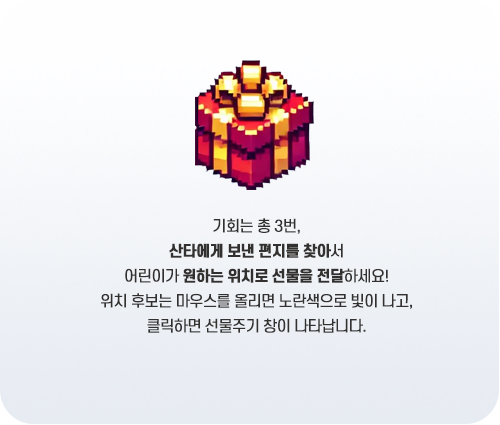 기회는 총 3번,
산타에게 보낸 편지를 찾아서
어린이가 원하는 위치로 선물을 전달하세요!
위치 후보는 마우스를 올리면 노란색으로 빛이 나고,
클릭하면 선물주기 창이 나타납니다.